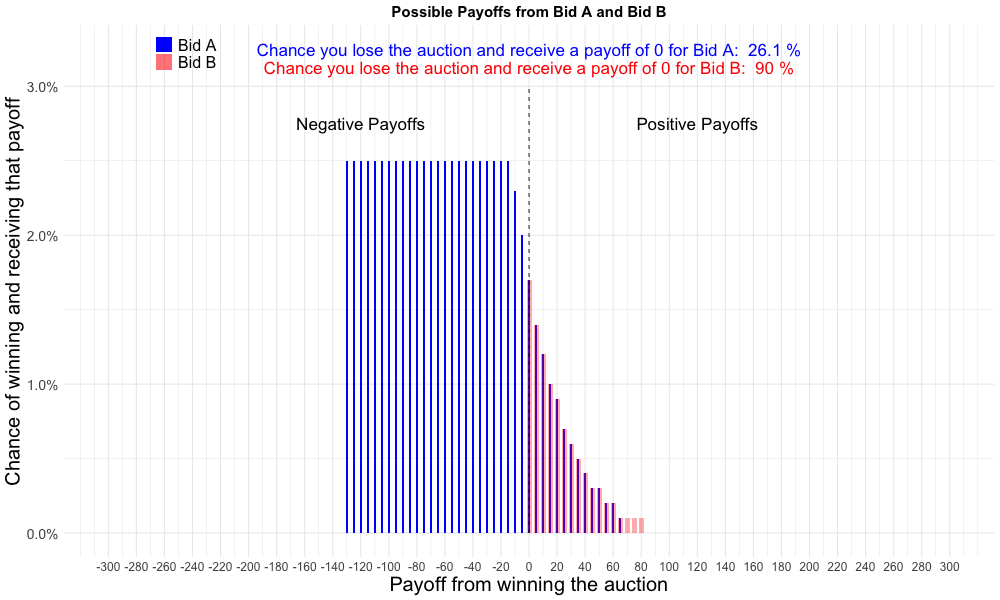 Possible Payoffs from Bid A and Bid B
Bid A
Bid B
Chance you lose the auction and receive a payoff of 0 for Bid A:  26.1 %
Chance you lose the auction and receive a payoff of 0 for Bid B:  90 %
Negative Payoffs
Positive Payoffs
Chance of winning and receiving that payoff
3.0%
2.0%
1.0%
0.0%
-300 -280 -260 -240 -220 -200 -180 -160 -140 -120 -100 -80 -60 -40 -20 0 20 40 60 80 100 120 140 160 180 200 220 240 260 280 300
Payoff from winning the auction